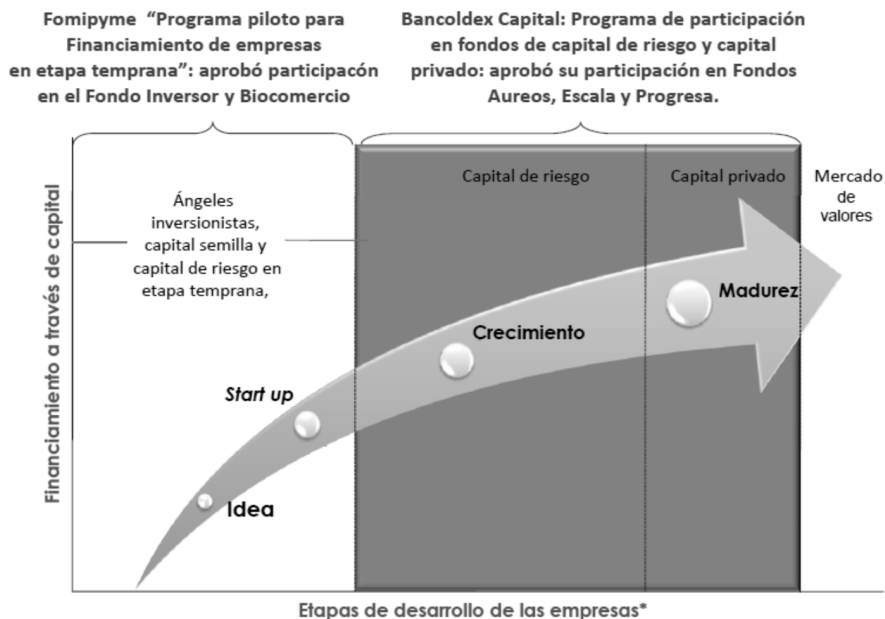 Fomipyme “Programa piloto para
Financiamiento de empresas
en etapa temprana”: aprobó participacón
en el Fondo Inversor y Biocomercio
Bancoldex Capital: Programa de participación
en fondos de capital de riesgo y capital
privado: aprobó su participación en Fondos
Aureos, Escala y Progresa.
Financiamiento a través de capital
Ángeles
inversionistas,
capital semilla y
capital de riesgo en
etapa temprana,
Capital de riesgo
Capital privado
Mercado
de
valores
Madurez
Crecimiento
Start up
Idea
Etapas de desarrollo de las empresas*